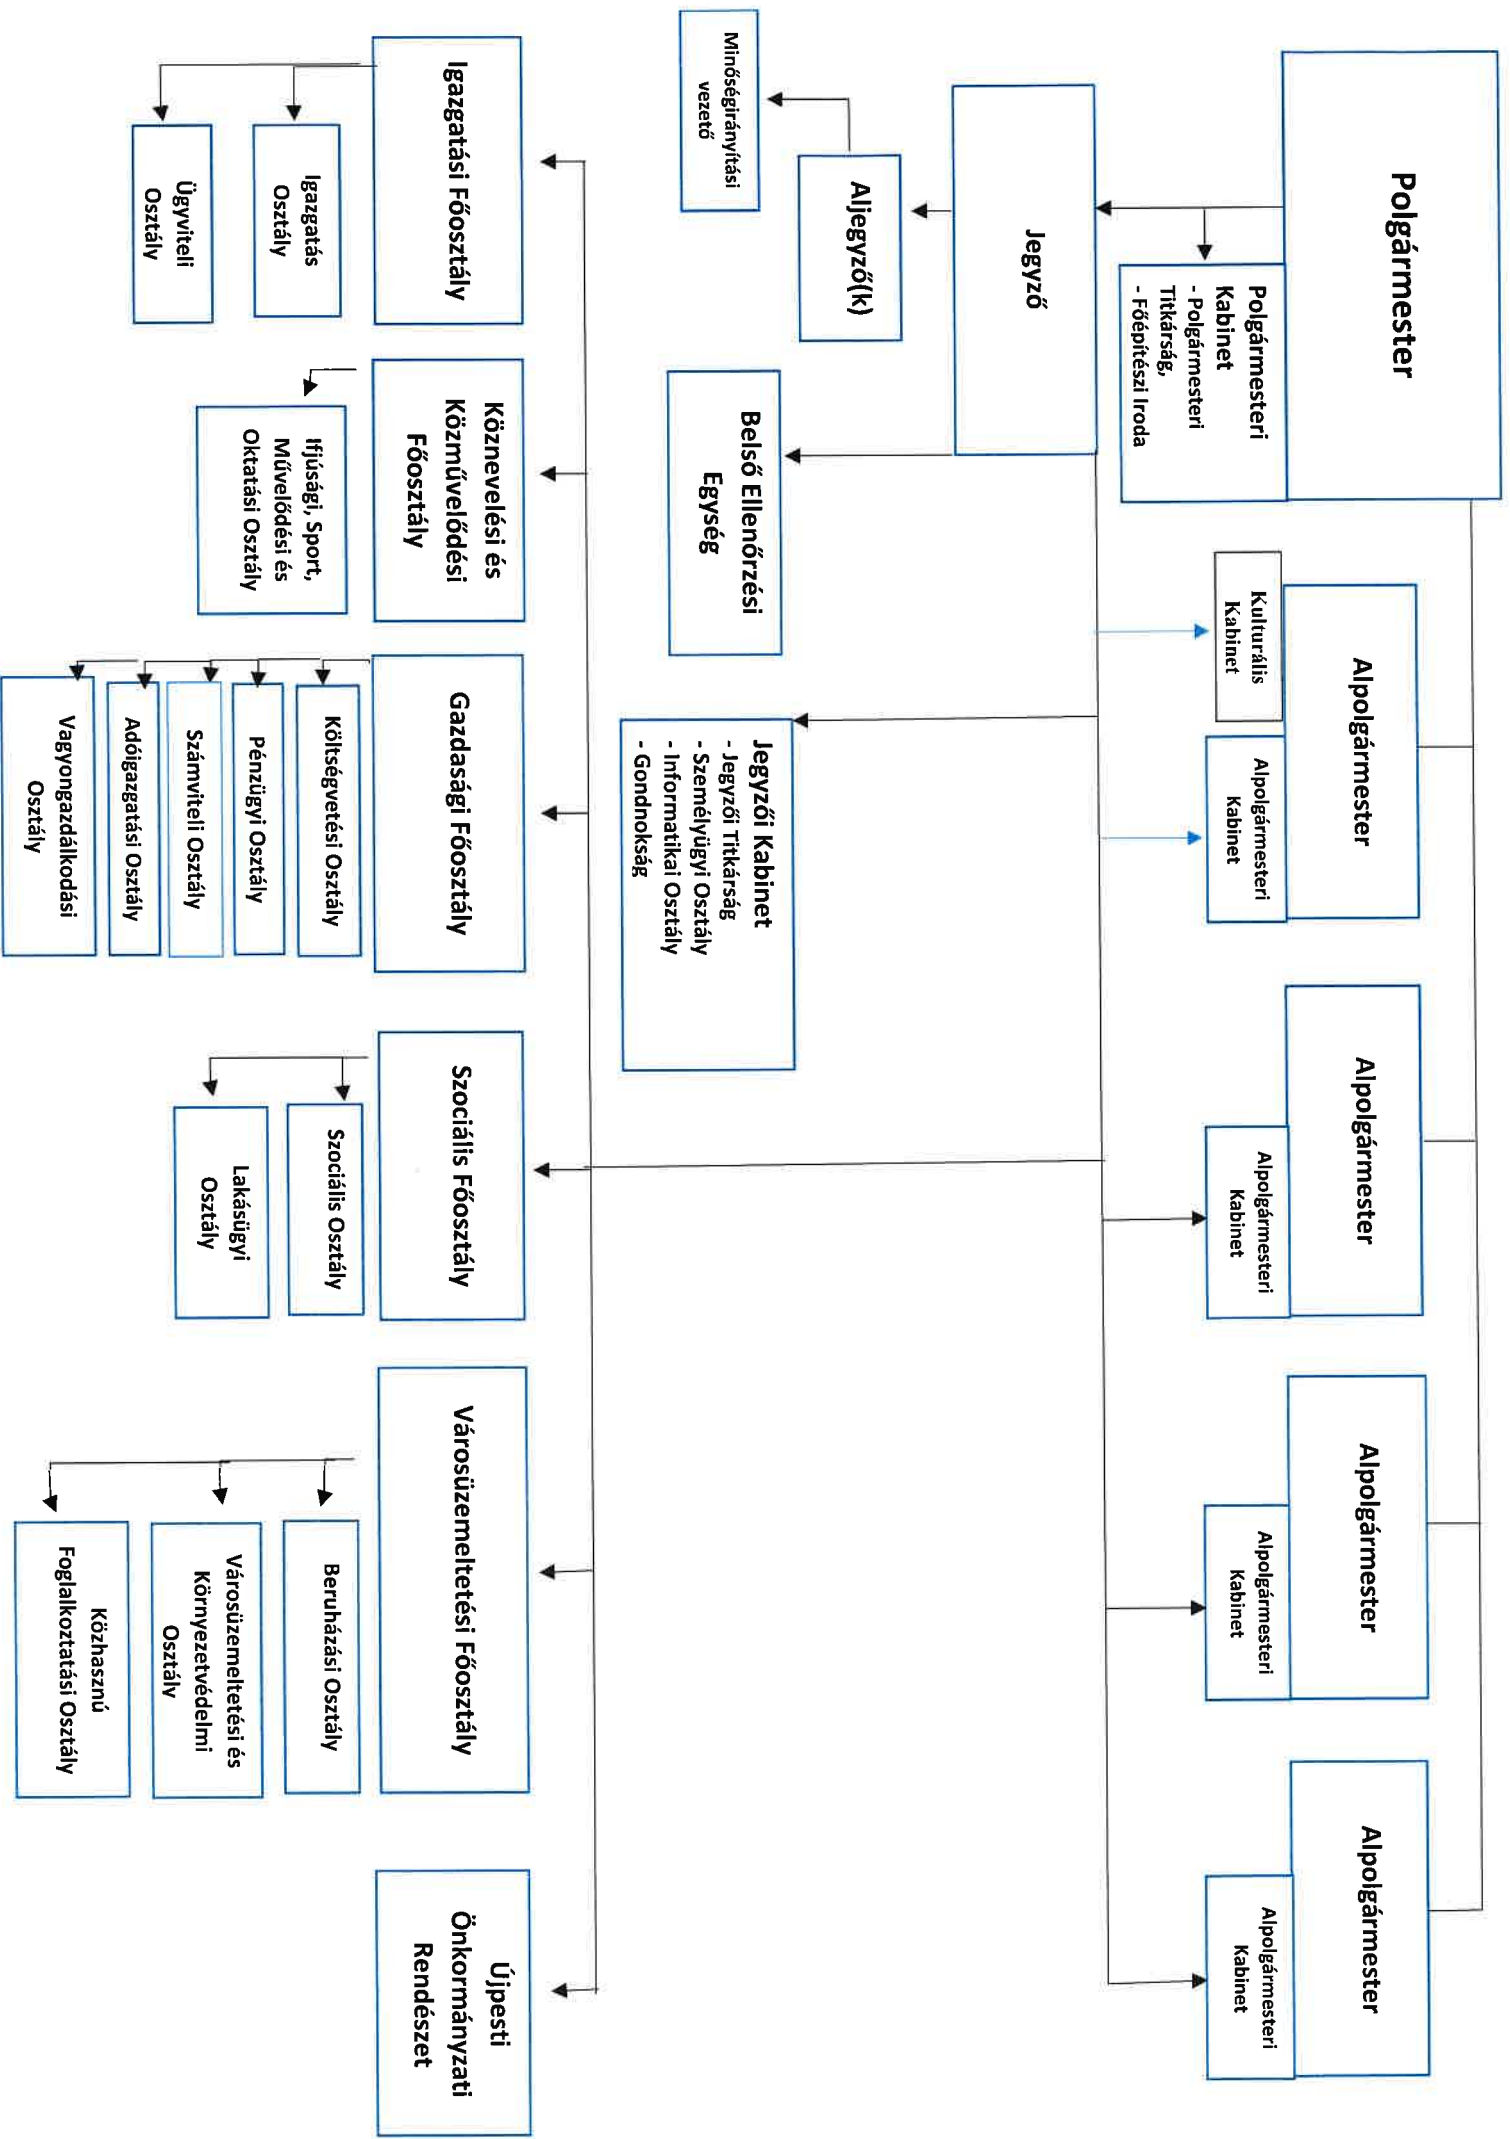 Polgármester
Polgármesteri
Kabinet
- Polgármesteri
Titkárság,
- Főépítészi Iroda
Alpolgármester
Kulturális
Kabinet
Alpolgármesteri
Kabinet
Alpolgármester
Alpolgármesteri
Kabinet
Alpolgármester
Alpolgármesteri
Kabinet
Alpolgármester
Alpolgármesteri
Kabinet
Jegyző
Aljegyző(k)
Minőségirányítási
vezető
Belső Ellenőrzési
Egység
Jegyzői Kabinet
- Jegyzői Titkárság
- Személyügyi Osztály
- Informatikai Osztály
- Gondnokság
Igazgatási Főosztály
Igazgatás
Osztály
Ügyviteli
Osztály
Köznevelési és
Közművelődési
Főosztály
Ifjúsági, Sport,
Művelődési és
Oktatási Osztály
Gazdasági Főosztály
Költségvetési Osztály
Pénzügyi Osztály
Számviteli Osztály
Adóigazgatási Osztály
Vagyongazdálkodási
Osztály
Szociális Főosztály
Szociális Osztály
Lakásügyi
Osztály
Városüzemeltetési Főosztály
Beruházási Osztály
Városüzemeltetési és
Környezetvédelmi
Osztály
Közhasznú
Foglalkoztatási Osztály
Újpesti
Önkormányzati
Rendészet